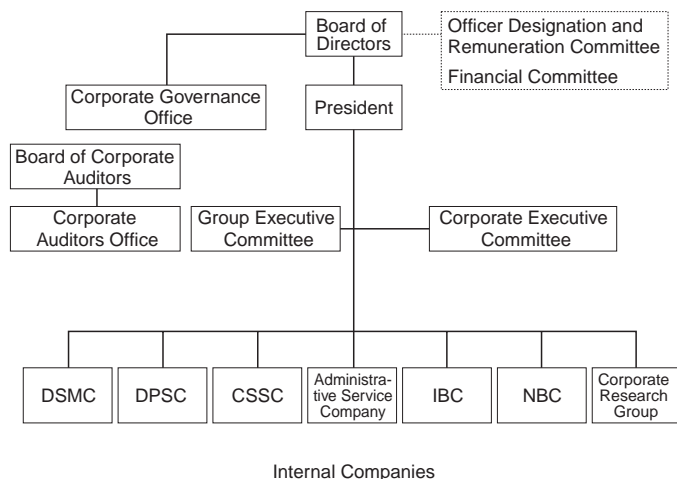 Board of
Directors
Officer Designation and
Remuneration Committee
Financial Committee
Corporate Governance
Office
President
Board of Corporate
Auditors
Corporate
Auditors Office
Group Executive
Committee
Corporate Executive
Committee
DSMC
DPSC
CSSC
Administra-
tive Service
Company
IBC
NBC
Corporate
Research
Group
Internal Companies